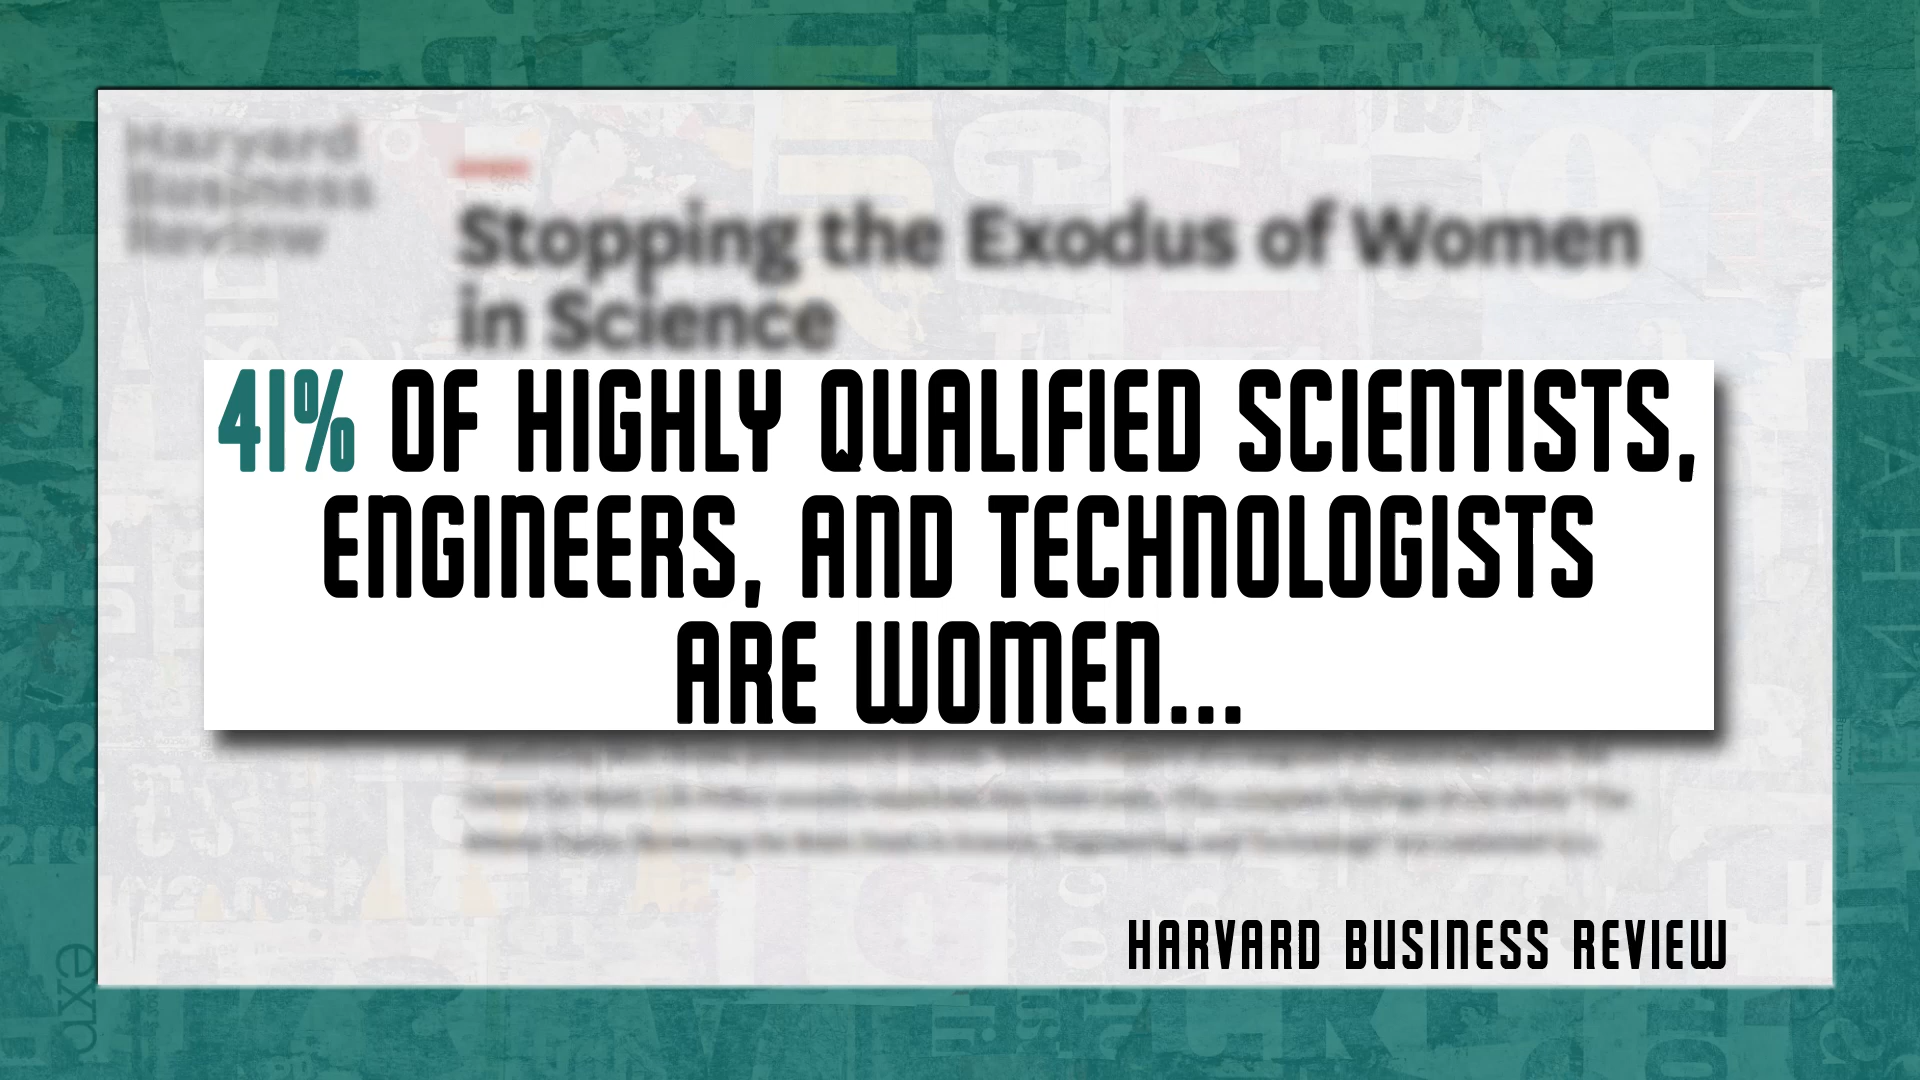 Harvard
Business
Review
Stopping the Exodus of Women
in Science
41% OF HIGHLY QUALIFIED SCIENTISTS,
ENGINEERS, AND TECHNOLOGISTS
ARE WOMEN...
HARVARD BUSINESS REVIEW